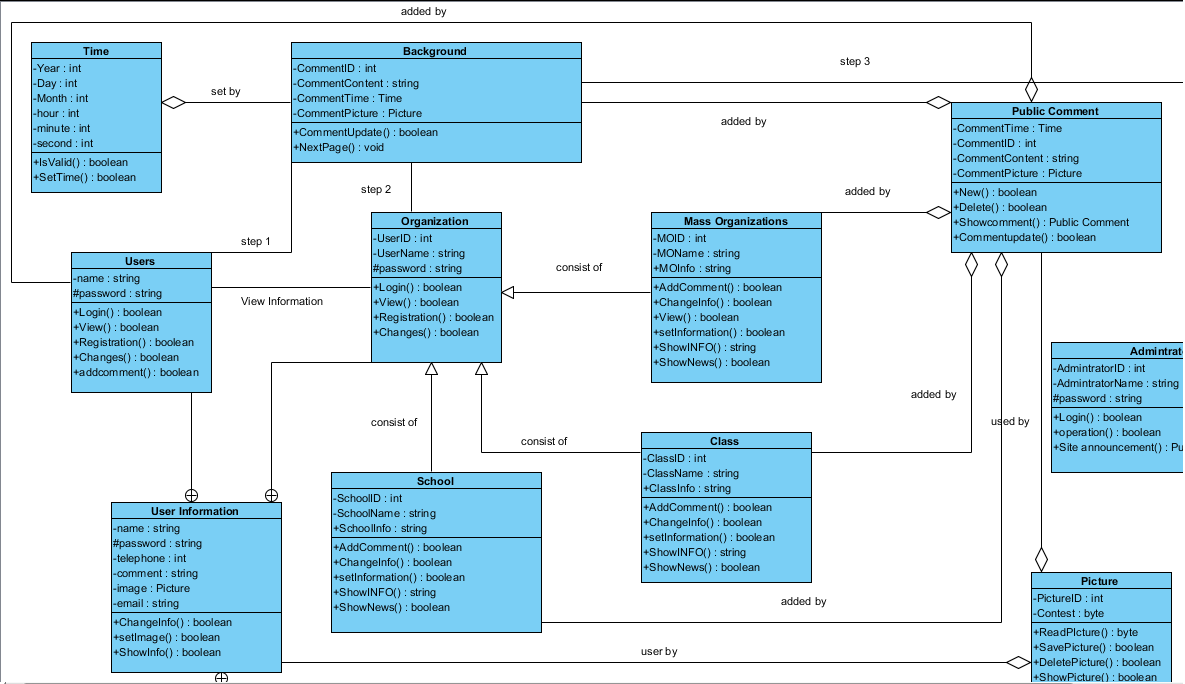 added by
Time
-Year : int
-Day : int
-Month : int
-hour : int
-minute : int
-second : int
+IsValid() : boolean
+SetTime() : boolean
set by
Background
-CommentID : int
-CommentContent : string
-CommentTime : Time
-CommentPicture : Picture
+CommentUpdate() : boolean
+NextPage() : void
step 3
added by
Public Comment
-CommentTime : Time
-CommentID : int
-CommentContent : string
-CommentPicture : Picture
+New() : boolean
+Delete() : boolean
+Showcomment() : Public Comment
+Commentupdate() : boolean
step 2
added by
step 1
Users
-name : string
#password : string
+Login() : boolean
+View() : boolean
+Registration() : boolean
+Changes() : boolean
+addcomment() : boolean
View Information
Organization
-UserID : int
-UserName : string
#password : string
+Login() : boolean
+View() : boolean
+Registration() : boolean
+Changes() : boolean
consist of
Mass Organizations
-MOID : int
-MOName : string
+MOInfo : string
+AddComment() : boolean
+ChangeInfo() : boolean
+View() : boolean
+setInformation() : boolean
+ShowINFO() : string
+ShowNews() : boolean
Admintrato
-AdmintratorID : int
-AdmintratorName : string
#password : string
+Login() : boolean
+operation() : boolean
+Site announcement() : Pu
added by
used by
consist of
consist of
Class
-ClassID : int
-ClassName : string
+ClassInfo : string
+AddComment() : boolean
+ChangeInfo() : boolean
+setInformation() : boolean
+ShowINFO() : string
+ShowNews() : boolean
School
-SchoolID : int
-SchoolName : string
+SchoolInfo : string
+AddComment() : boolean
+ChangeInfo() : boolean
+setInformation() : boolean
+ShowINFO() : string
+ShowNews() : boolean
User Information
-name : string
#password : string
-telephone : int
-comment : string
-image : Picture
-email : string
+ChangeInfo() : boolean
+setImage() : boolean
+ShowInfo() : boolean
added by
user by
Picture
-PictureID : int
-Contest : byte
+ReadPIcture() : byte
+SavePicture() : boolean
+DeletePicture() : boolean
+ShowPicture() : boolean